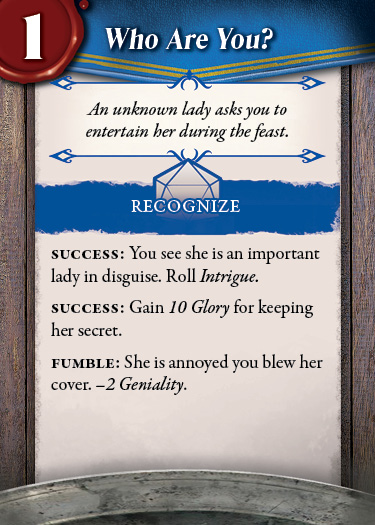 1
Who Are You?
An unknown lady asks you to
entertain her during the feast.
RECOGNIZE
SUCCESS: You see she is an important
lady in disguise. Roll Intrigue.
SUCCESS: Gain 10 Glory for keeping
her secret.
FUMBLE: She is annoyed you blew her
cover. –2 Geniality.